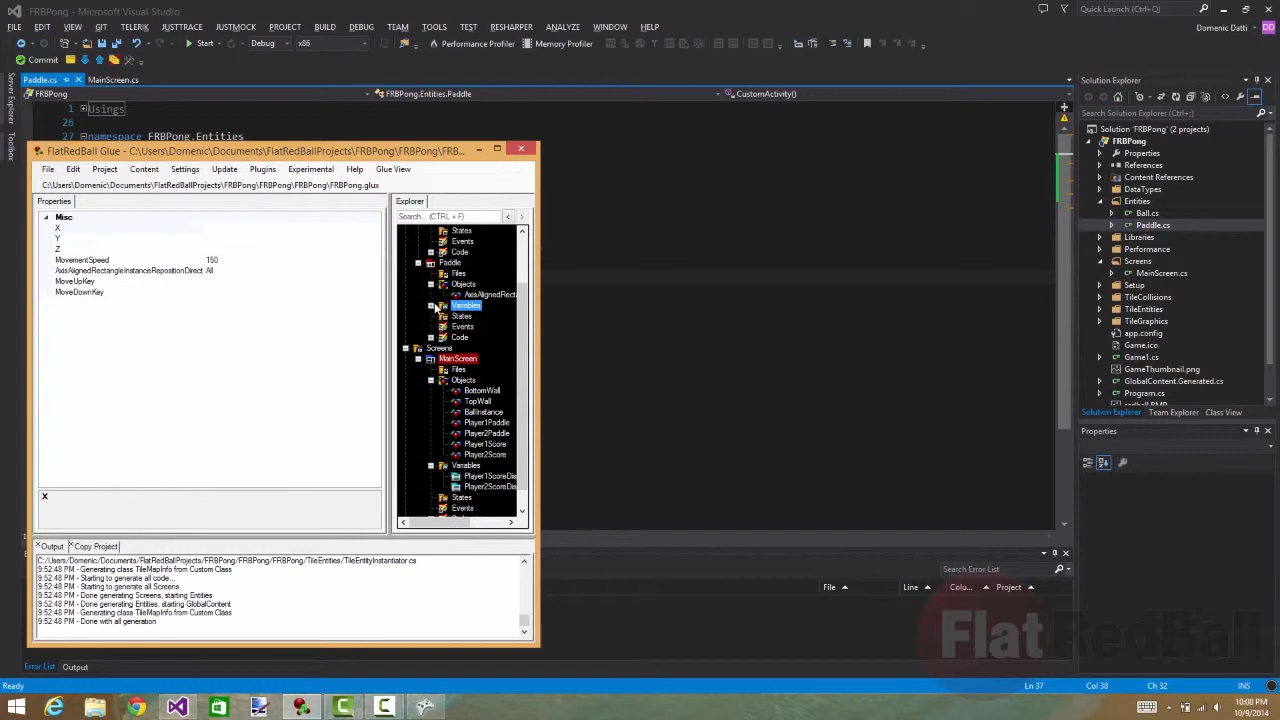 FRBPong - Microsoft Visual Studio
Quick Launch (Ctrl+Q)
FILE EDIT VIEW GIT TELERIK JUSTTRACE JUSTMOCK PROJECT BUILD DEBUG TEAM TOOLS TEST RESHARPER ANALYZE WINDOW HELP
Domenic Datti DD
Start Debug x86 Performance Profiler Memory Profiler
Commit
Server Explorer
Toolbox
Paddle.cs MainScreen.cs
FRBPong FRBPong.Entities.Paddle CustomActivity()
1 Usings
26
27 namespace FRBPong.Entities
FlatRedBall Glue - C:\Users\Domenic\Documents\FlatRedBallProjects\FRBPong\FRBPong\FRB...
File Edit Project Content Settings Update Plugins Experimental Help Glue View
C:\Users\Domenic\Documents\FlatRedBallProjects\FRBPong\FRBPong\FRBPong\FRBPong.glux
Properties
Misc
X
Y
Z
MovementSpeed 150
AxisAlignedRectangleInstanceRepositionDirect All
MoveUpKey
MoveDownKey
X
Explorer
Search... (CTRL + F) < >
States
Events
Code
Paddle
Files
Objects
AxisAlignedRecta
Variables
States
Events
Code
Screens
MainScreen
Files
Objects
BottomWall
TopWall
BallInstance
Player1Paddle
Player2Paddle
Player1Score
Player2Score
Variables
Player1ScoreDis
Player2ScoreDis
States
Events
Output Copy Project
C:/Users/Domenic/Documents/FlatRedBallProjects/FRBPong/FRBPong/FRBPong/TileEntities/TileEntityInstantiator.cs
9:52:48 PM - Generating class TileMapInfo from Custom Class
9:52:48 PM - Starting to generate all code...
9:52:48 PM - Starting to generate all Screens
9:52:48 PM - Done generating Screens, starting Entities
9:52:48 PM - Done generating Entities, starting GlobalContent
9:52:48 PM - Generating class TileMapInfo from Custom Class
9:52:48 PM - Done with all generation
Solution Explorer
Search Solution Explorer (Ctrl+;)
Solution 'FRBPong' (2 projects)
FRBPong
Properties
References
Content References
DataTypes
Entities
Ball.cs
Paddle.cs
Libraries
Performance
Screens
MainScreen.cs
Setup
TileCollisions
TileEntities
TileGraphics
app.config
Game.ico
Game1.cs
GameThumbnail.png
GlobalContent.Generated.cs
Program.cs
redball.BMP
Solution Explorer Team Explorer Class View
Properties
Search Error List
File Line Colu... Project
FlatRedBall
Error List Output
Ready Ln 37 Col 38 Ch 32 INS
10:08 PM
10/9/2014